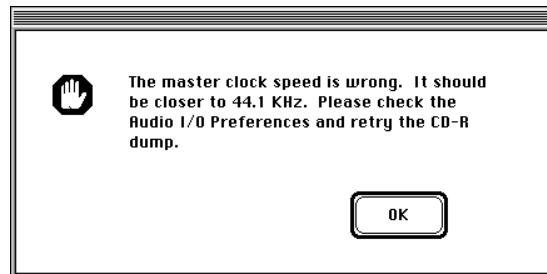 The master clock speed is wrong. It should
be closer to 44.1 KHz. Please check the
Audio I/O Preferences and retry the CD-R
dump.
OK